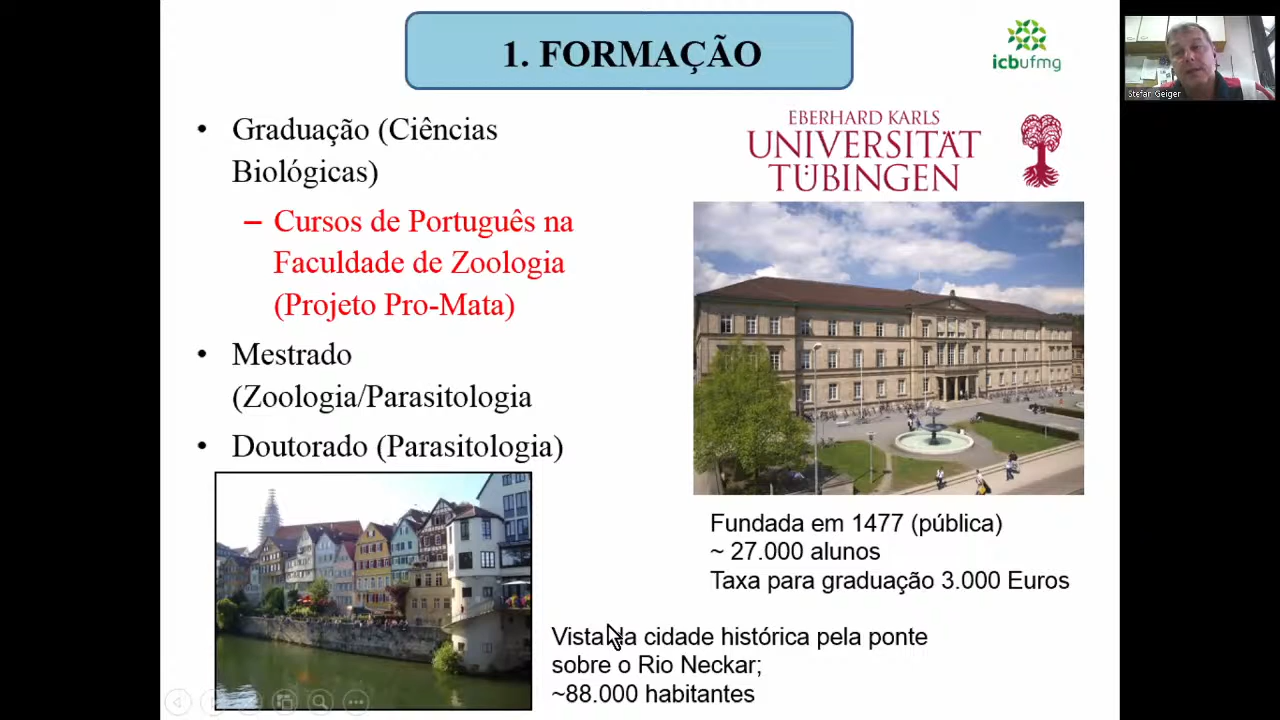 1. FORMAÇÃO
icbufmg
Stefan Geiger
• Graduação (Ciências
Biológicas)
– Cursos de Português na
Faculdade de Zoologia
(Projeto Pro-Mata)
• Mestrado
(Zoologia/Parasitologia
• Doutorado (Parasitologia)
EBERHARD KARLS
UNIVERSITÄT
TÜBINGEN
Fundada em 1477 (pública)
~ 27.000 alunos
Taxa para graduação 3.000 Euros
Vista da cidade histórica pela ponte
sobre o Rio Neckar;
~88.000 habitantes